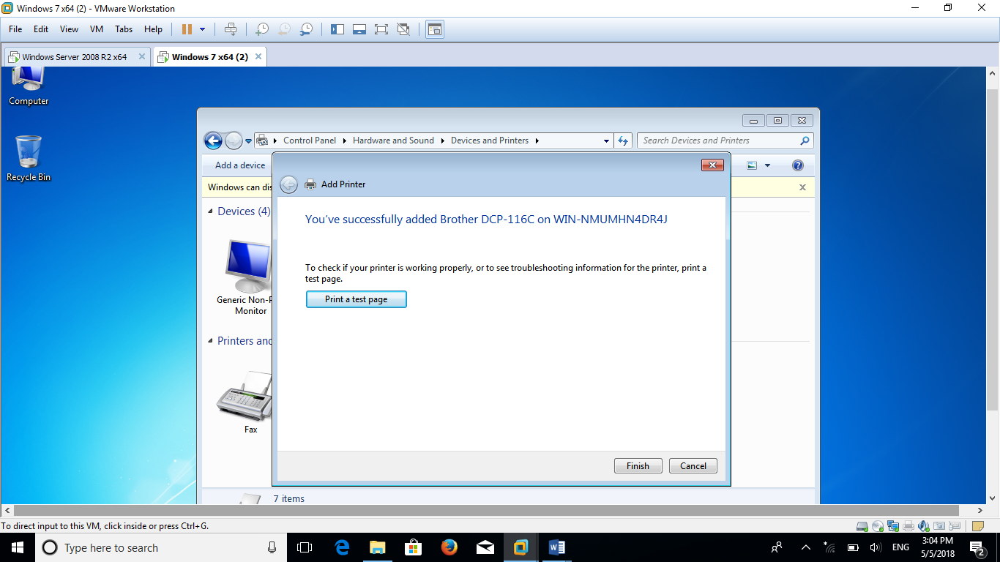 Windows 7 x64 (2) - VMware Workstation
File Edit View VM Tabs Help
Windows Server 2008 R2 x64
Windows 7 x64 (2)
Computer
Control Panel Hardware and Sound Devices and Printers
Search Devices and Printers
Recycle Bin
Add a device
Add Printer
Windows can dis
Devices (4)
You've successfully added Brother DCP-116C on WIN-NMUMHN4DR4J
To check if your printer is working properly, or to see troubleshooting information for the printer, print a
test page.
Print a test page
Generic Non-P
Monitor
Printers and
Fax
Finish Cancel
7 items
To direct input to this VM, click inside or press Ctrl+G.
Type here to search
ENG
3:04 PM
5/5/2018
2